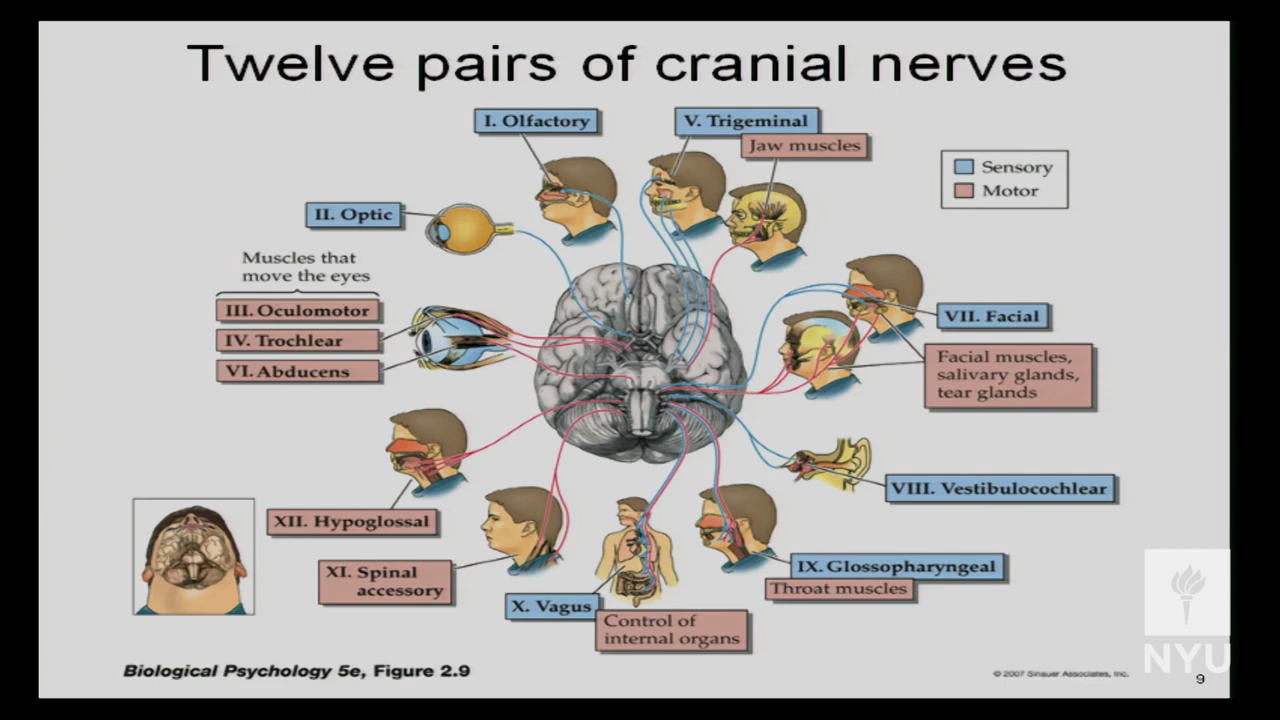 Twelve pairs of cranial nerves
I. Olfactory
V. Trigeminal
Jaw muscles
Sensory
Motor
II. Optic
Muscles that
move the eyes
III. Oculomotor
IV. Trochlear
VI. Abducens
VII. Facial
Facial muscles,
salivary glands,
tear glands
VIII. Vestibulocochlear
XII. Hypoglossal
XI. Spinal
accessory
IX. Glossopharyngeal
Throat muscles
X. Vagus
Control of
internal organs
Biological Psychology 5e, Figure 2.9
© 2007 Sinauer Associates, Inc.
NYU
9